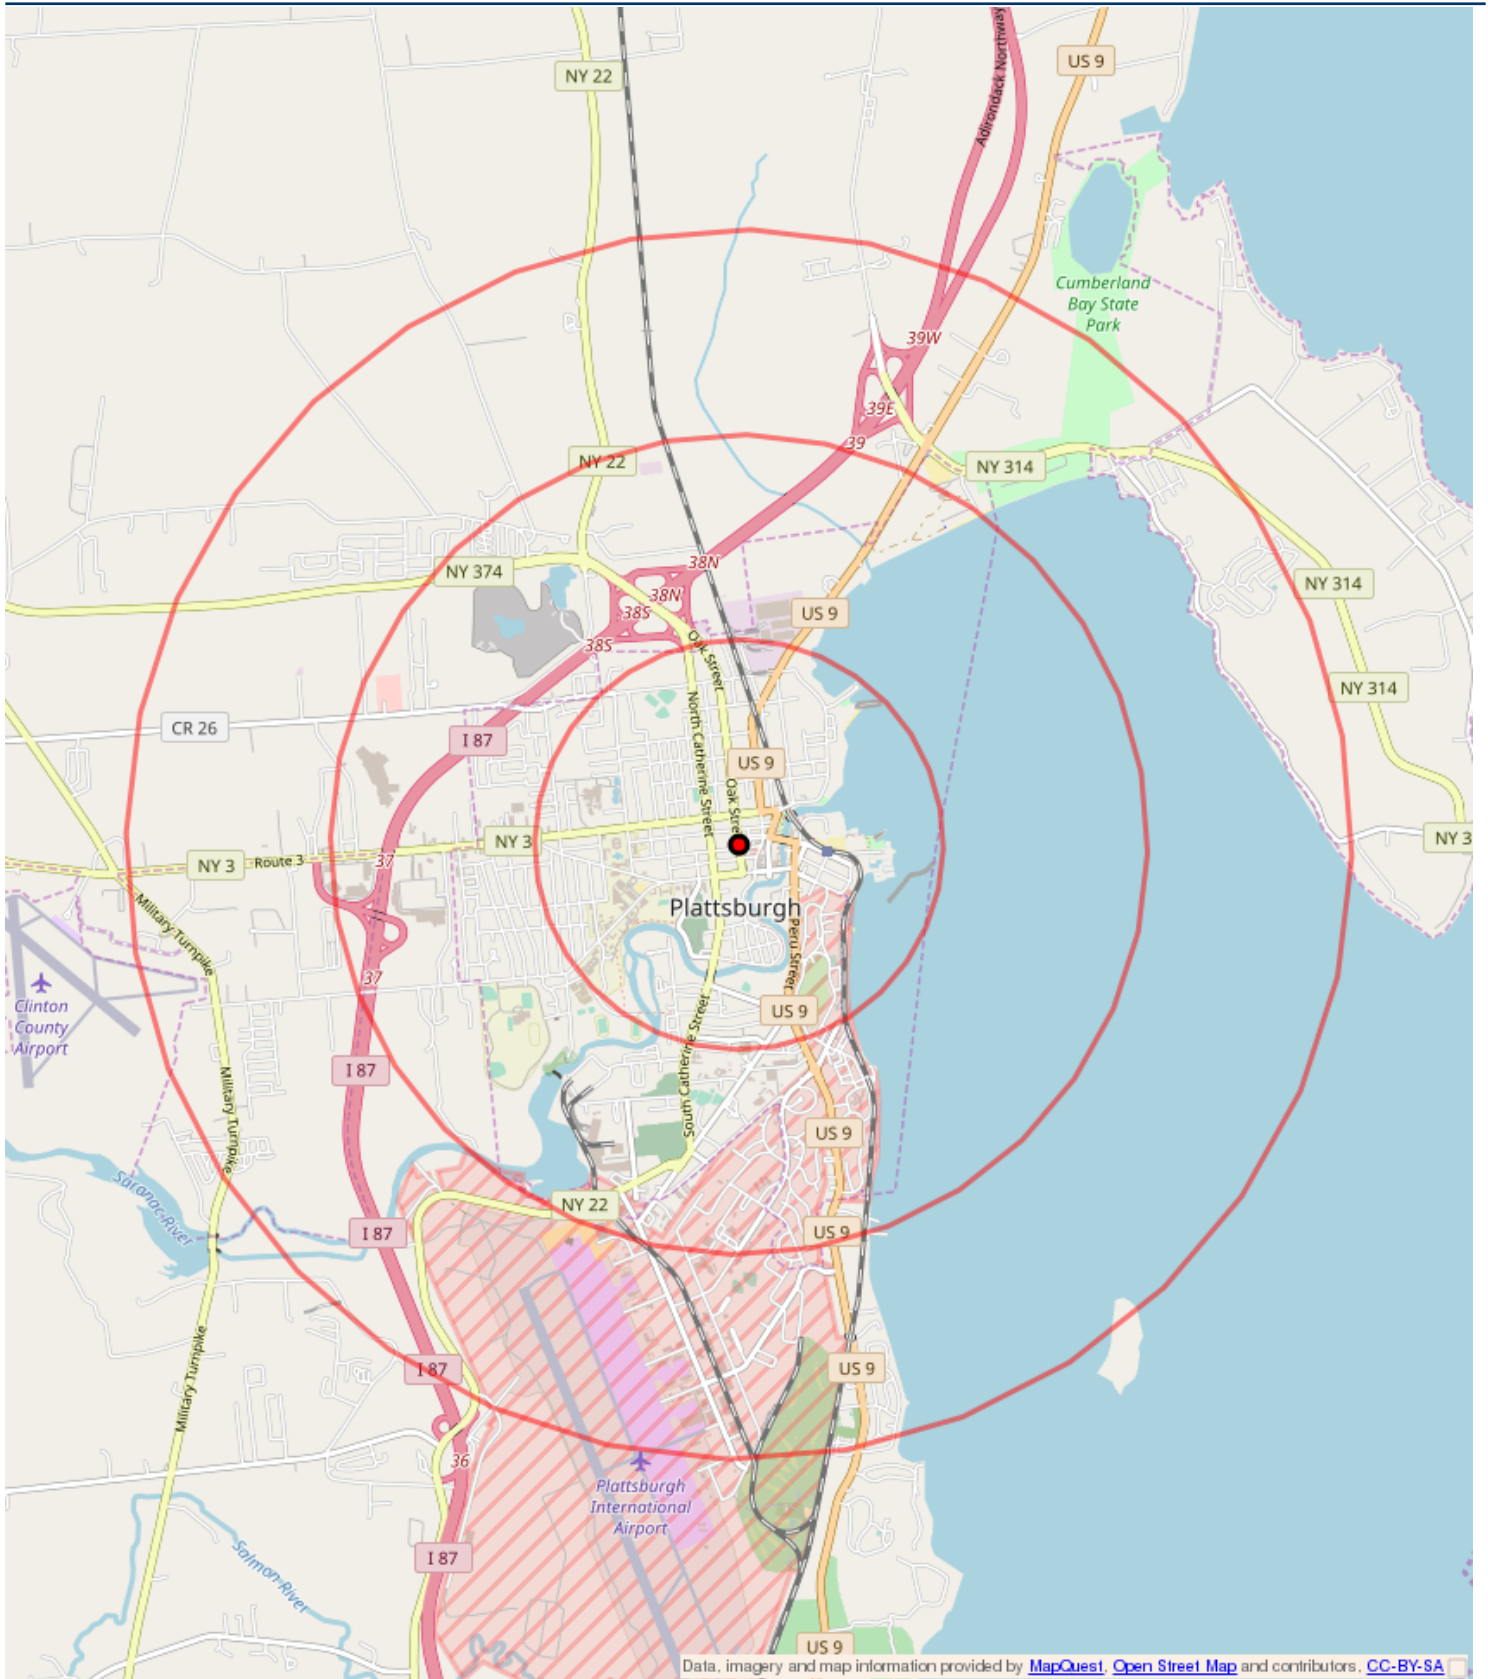 Adirondack Northway
US 9
NY 22
Cumberland
Bay State
Park
39W
39E
39
NY 22
NY 314
38N
NY 374
38N
38S
US 9
NY 314
38S
Oak Street
NY 314
North Catherine Street
CR 26
I 87
US 9
Oak Stre
NY 3
NY 3
Route 3
37
NY 3
Military Turnpike
Plattsburgh
Peru Street
37
Clinton
County
Airport
US 9
South Catherine Street
I 87
Military Turnpike
US 9
Saranac River
NY 22
I 87
US 9
Military Turnpike
I 87
US 9
36
Plattsburgh
International
Airport
I 87
Salmon River
US 9
Data, imagery and map information provided by MapQuest, Open Street Map and contributors, CC-BY-SA